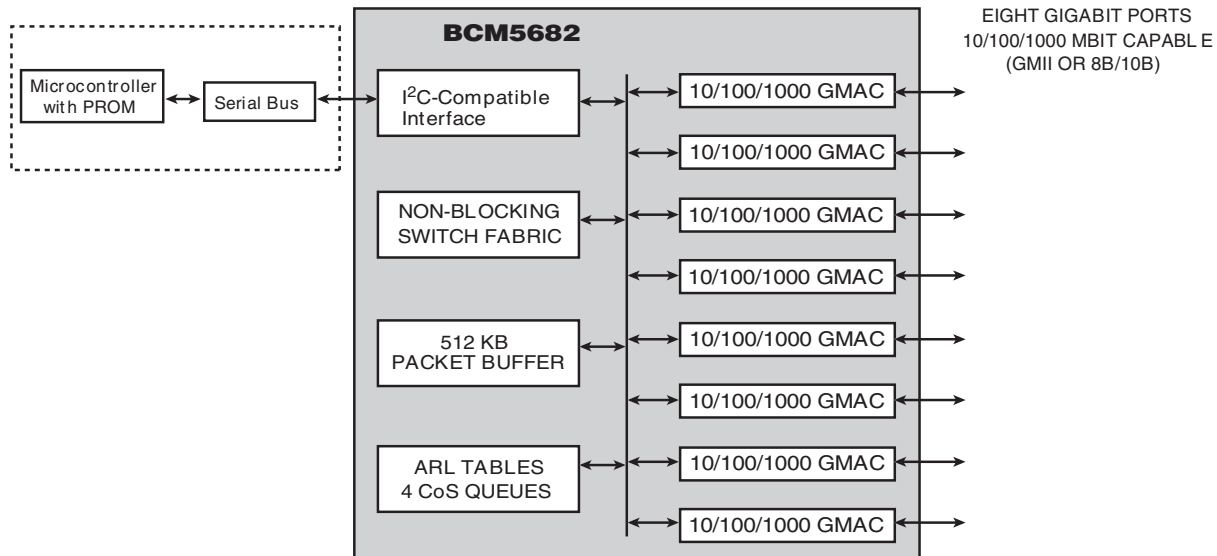 BCM5682
EIGHT GIGABIT PORTS
10/100/1000 MBIT CAPABLE
(GMII OR 8B/10B)
Microcontroller
with PROM
Serial Bus
I²C-Compatible
Interface
NON-BLOCKING
SWITCH FABRIC
512 KB
PACKET BUFFER
ARL TABLES
4 CoS QUEUES
10/100/1000 GMAC
10/100/1000 GMAC
10/100/1000 GMAC
10/100/1000 GMAC
10/100/1000 GMAC
10/100/1000 GMAC
10/100/1000 GMAC
10/100/1000 GMAC